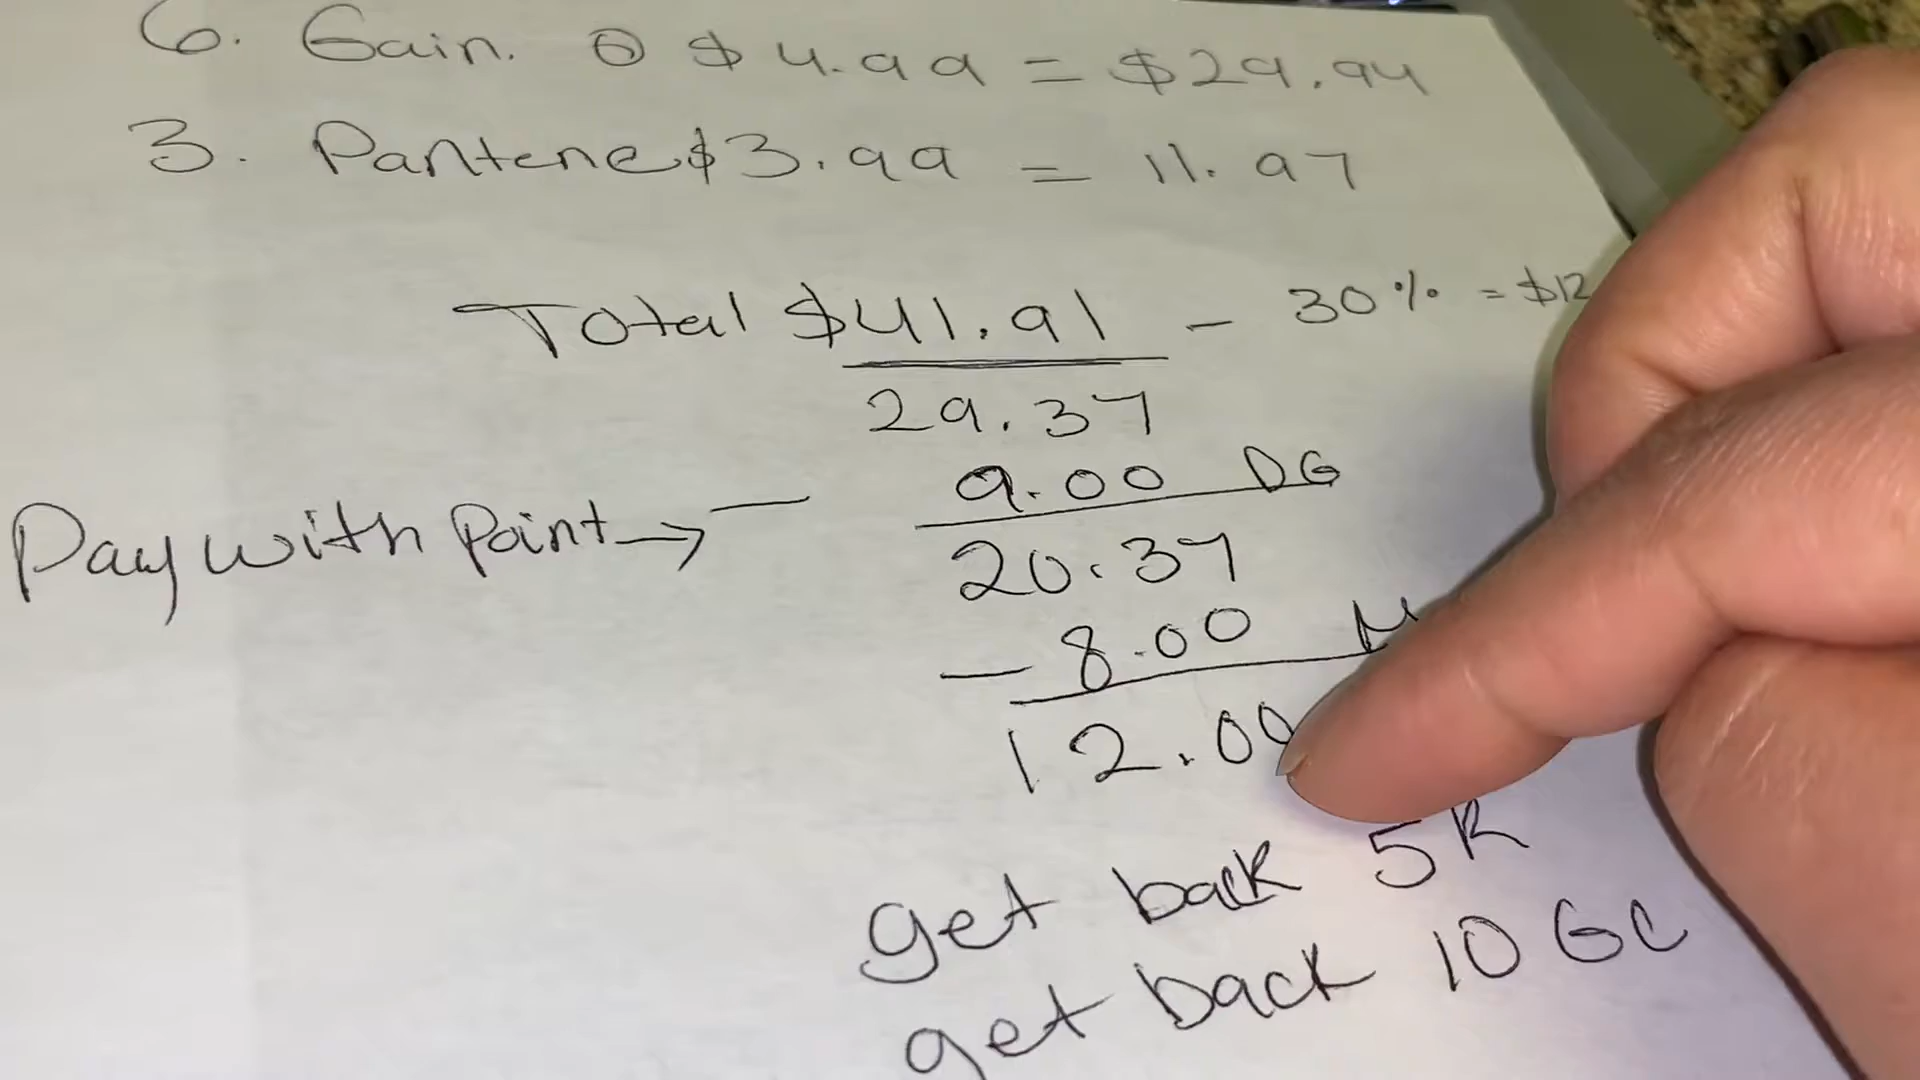 6. Gain. @ $4.99 = $29.94
3. Pantene $3.99 = 11.97
Total $41.91 - 30% = $12
29.37
9.00 DG
Pay with Point → -
20.37
- 8.00 M
12.00
get back 5R
get back 10 GC